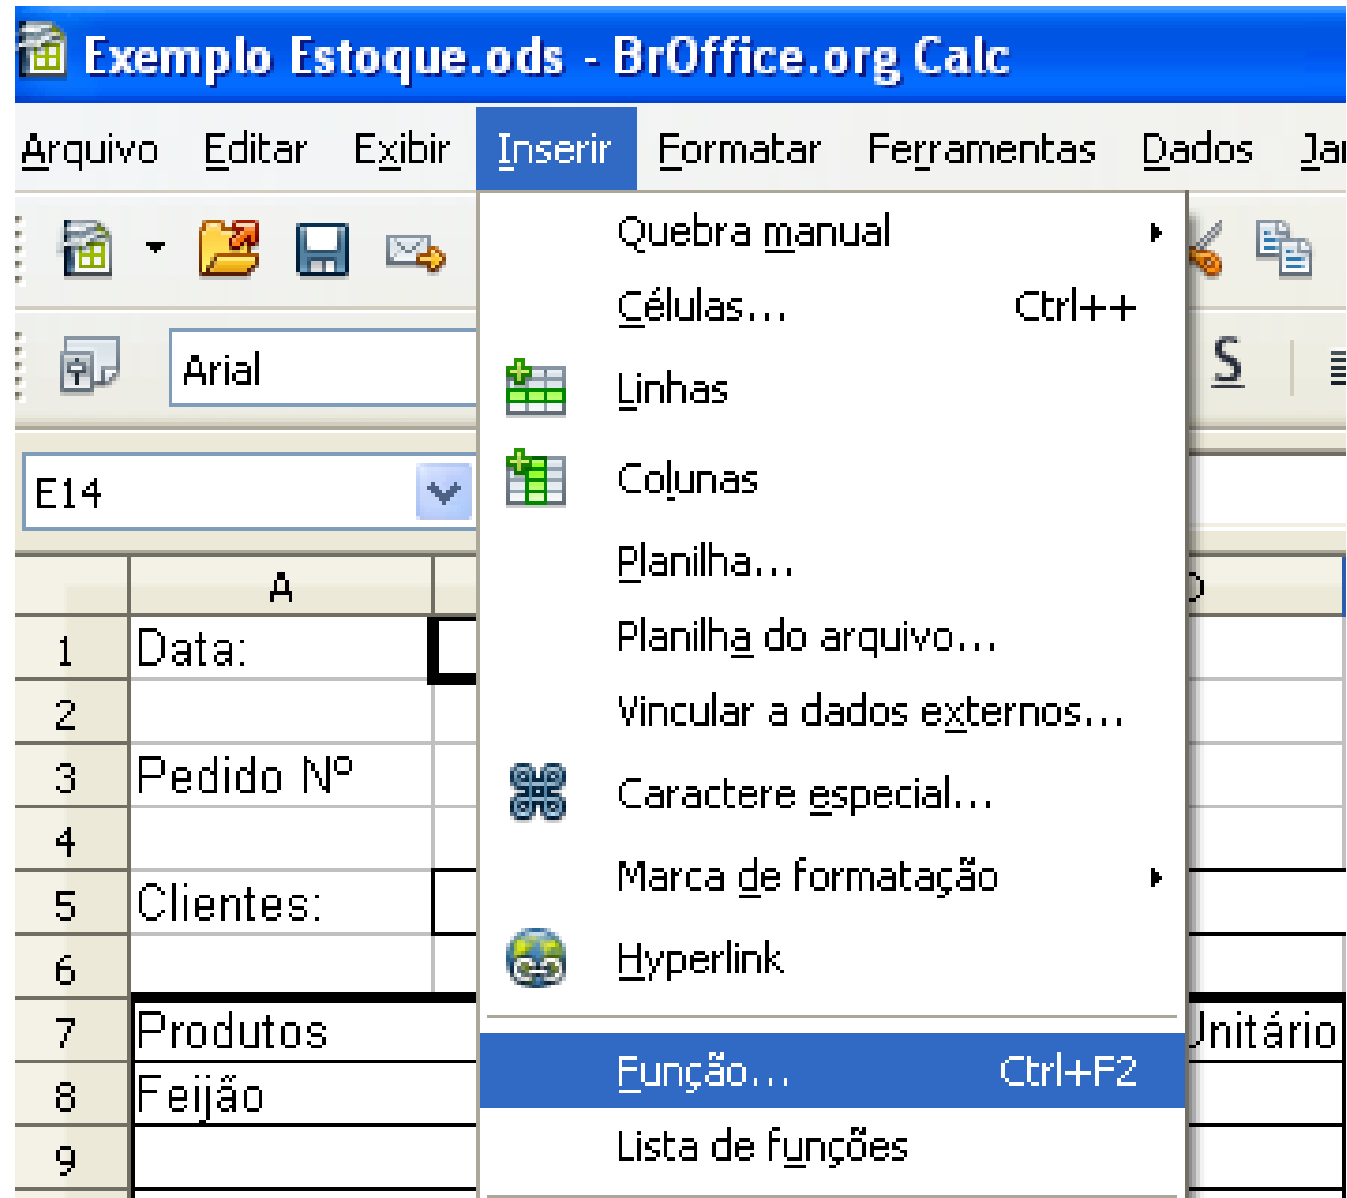 Exemplo Estoque.ods - BrOffice.org Calc
Arquivo Editar Exibir Inserir Formatar Ferramentas Dados
Quebra manual
Células... Ctrl++
Arial S
Linhas
E14 Colunas
Planilha...
A
1 Data: Planilha do arquivo...
2 Vincular a dados externos...
3 Pedido Nº Caractere especial...
4
Marca de formatação
5 Clientes:
6 Hyperlink
7 Produtos Unitário
8 Feijão Função... Ctrl+F2
9 Lista de funções